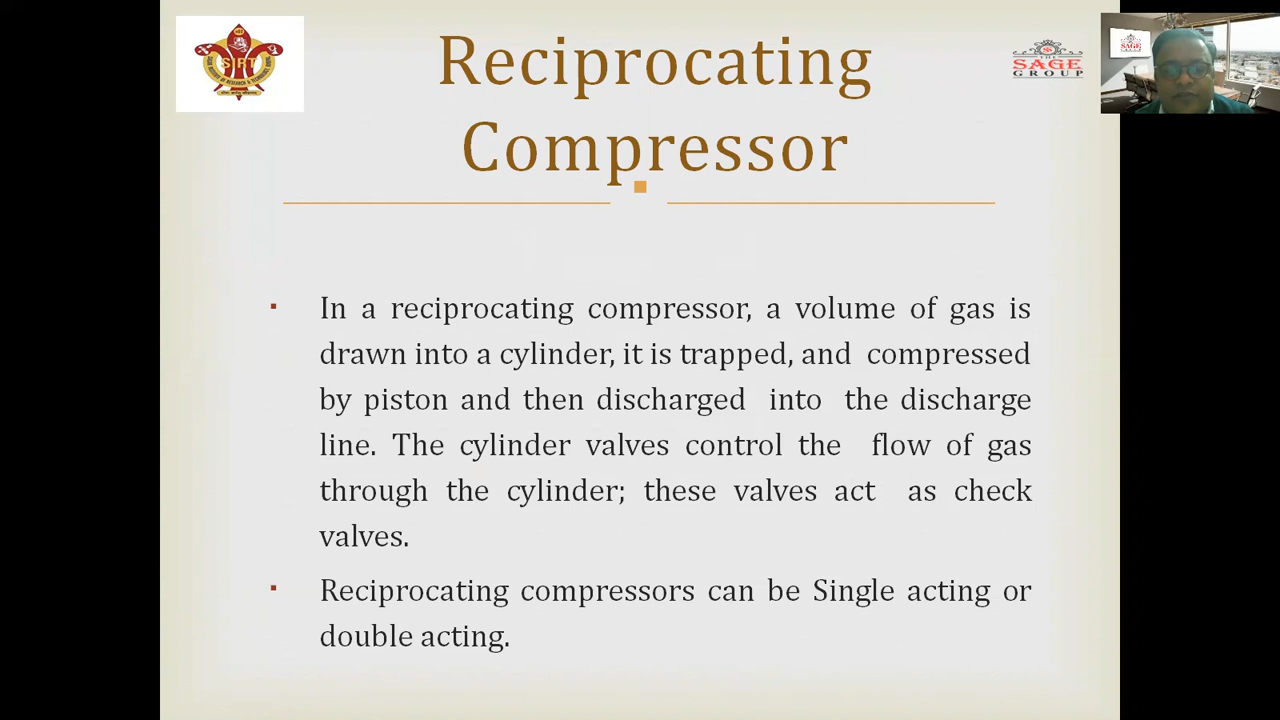 Reciprocating
Compressor
SIRT
SAGE
GROUP
SAGE
In a reciprocating compressor, a volume of gas is
drawn into a cylinder, it is trapped, and compressed
by piston and then discharged into the discharge
line. The cylinder valves control the flow of gas
through the cylinder; these valves act as check
valves.
Reciprocating compressors can be Single acting or
double acting.